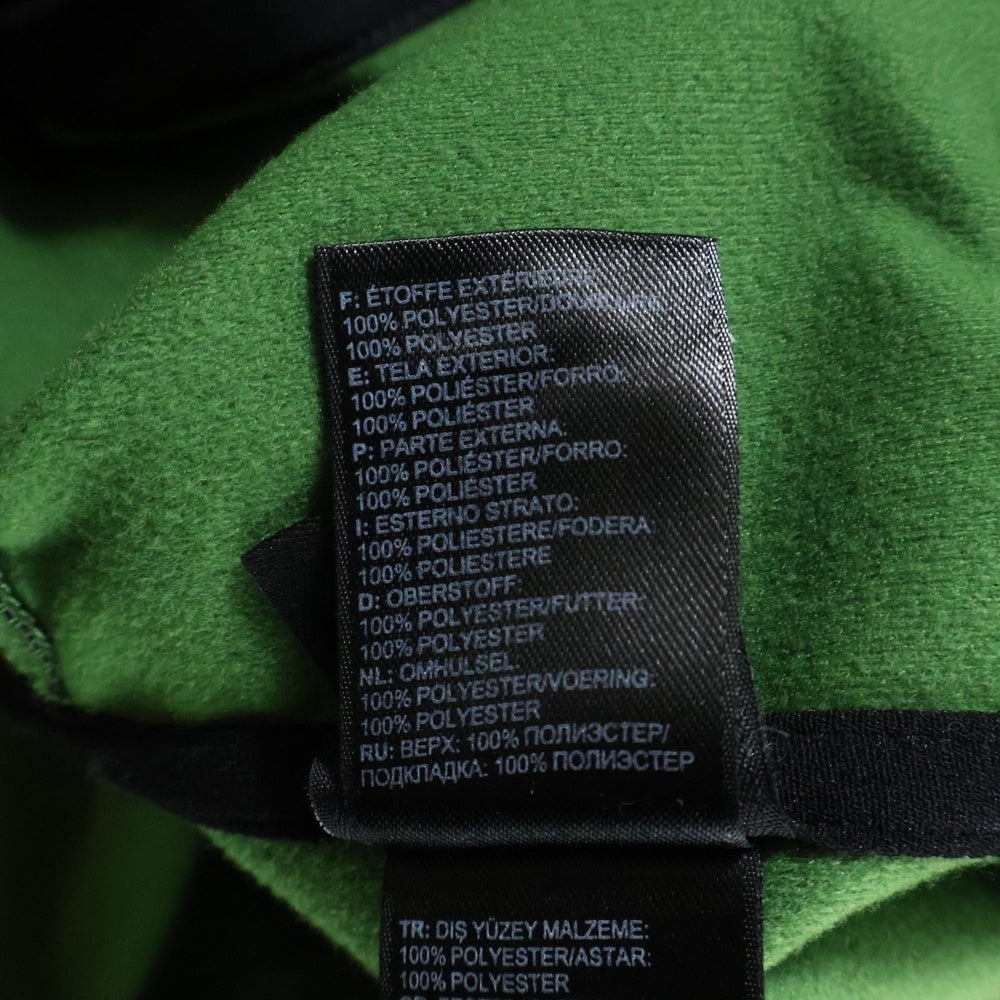 F: ÉTOFFE EXTÉRIEURE
100% POLYESTER/DOUBLURE
100% POLYESTER
E: TELA EXTERIOR:
100% POLIÉSTER/FORRO:
100% POLIÉSTER
P: PARTE EXTERNA
100% POLIÉSTER/FORRO:
100% POLIÉSTER
I: ESTERNO STRATO:
100% POLIESTERE/FODERA
100% POLIESTERE
D: OBERSTOFF:
100% POLYESTER/FUTTER:
100% POLYESTER
NL: OMHULSEL:
100% POLYESTER/VOERING:
100% POLYESTER
RU: ВЕРХ: 100% ПОЛИЭСТЕР/
ПОДКЛАДКА: 100% ПОЛИЭСТЕР
TR: DIŞ YÜZEY MALZEME:
100% POLYESTER/ASTAR:
100% POLYESTER